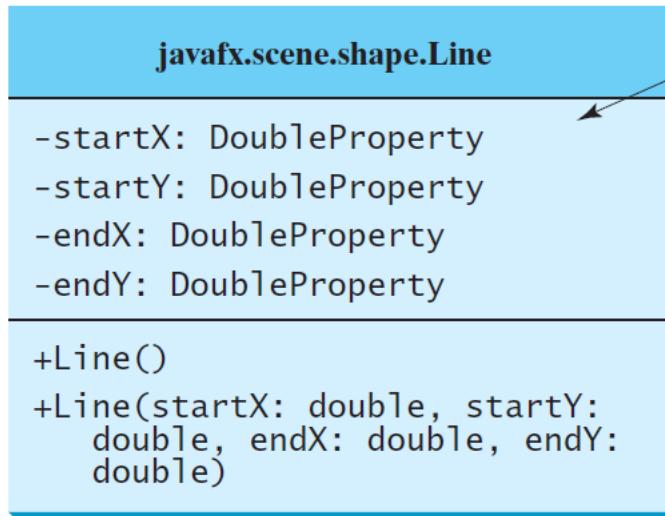 javafx.scene.shape.Line
-startX: DoubleProperty
-startY: DoubleProperty
-endX: DoubleProperty
-endY: DoubleProperty
+Line()
+Line(startX: double, startY:
double, endX: double, endY:
double)